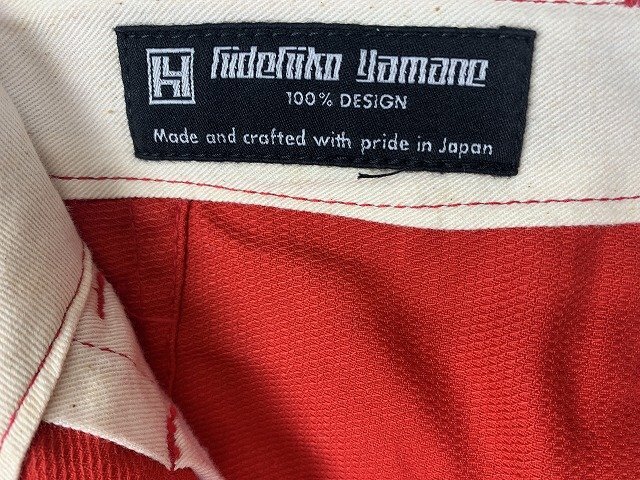 H Hidehiko Yamane
100% DESIGN
Made and crafted with pride in Japan